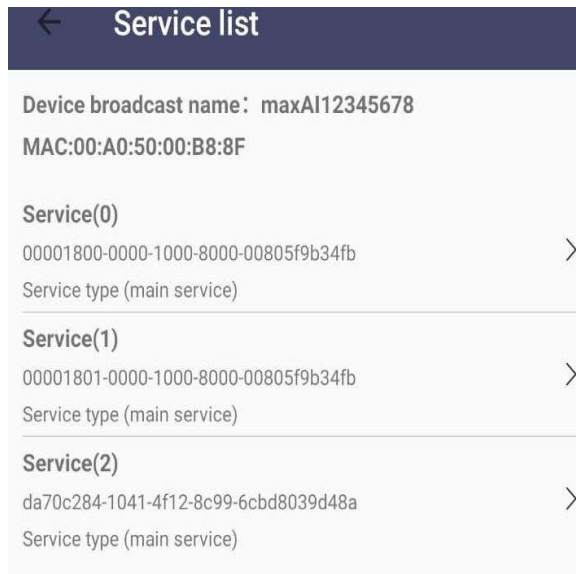 Service list
Device broadcast name：maxAI12345678
MAC:00:A0:50:00:B8:8F
Service(0)
00001800-0000-1000-8000-00805f9b34fb
Service type (main service)
Service(1)
00001801-0000-1000-8000-00805f9b34fb
Service type (main service)
Service(2)
da70c284-1041-4f12-8c99-6cbd8039d48a
Service type (main service)